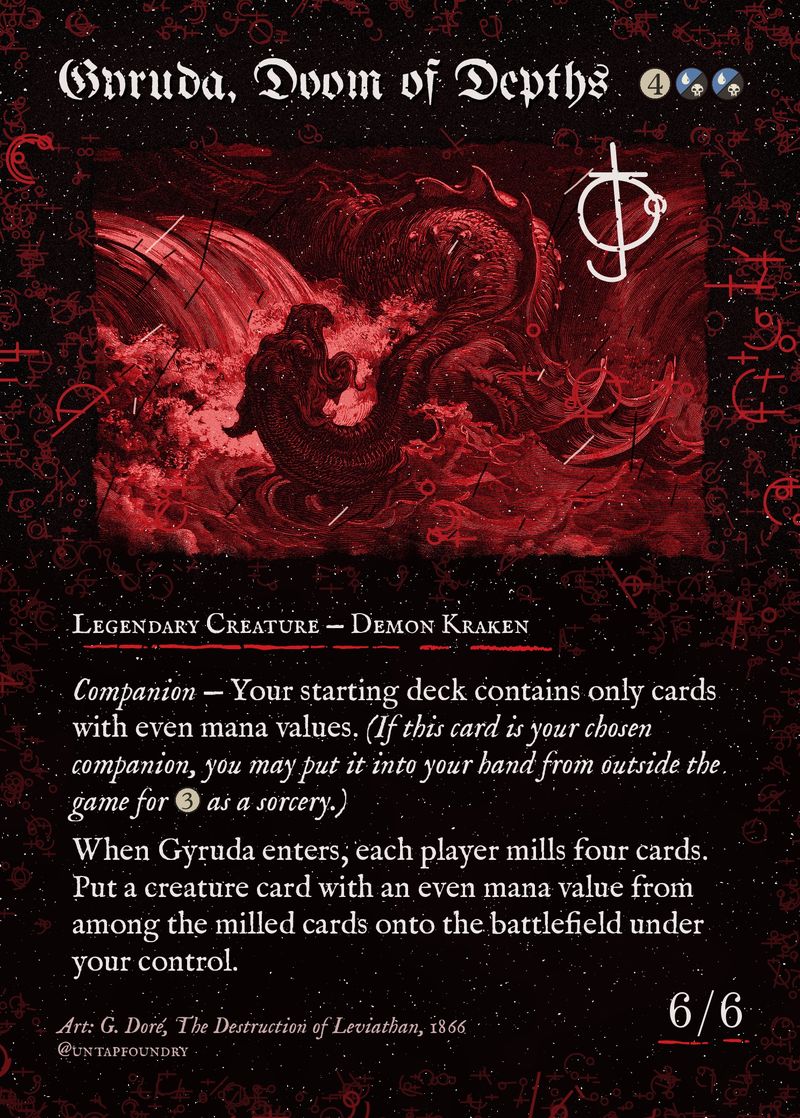 Gyruda, Doom of Depths 4
Legendary Creature – Demon Kraken
Companion – Your starting deck contains only cards
with even mana values. (If this card is your chosen
companion, you may put it into your hand from outside the
game for 3 as a sorcery.)
When Gyruda enters, each player mills four cards.
Put a creature card with an even mana value from
among the milled cards onto the battlefield under
your control.
6/6
Art: G. Doré, The Destruction of Leviathan, 1866
@untapfoundry